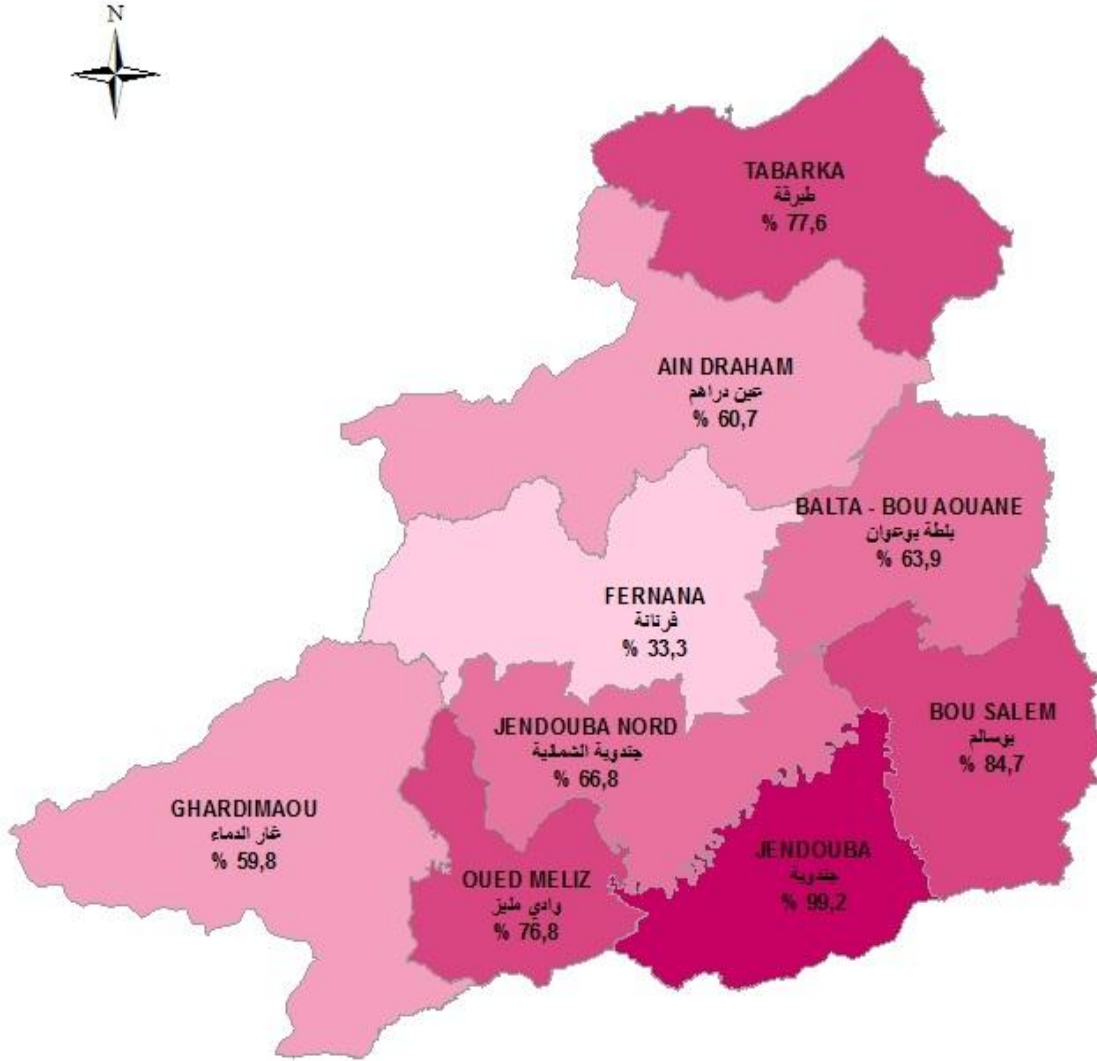 N
TABARKA
طبرقة
% 77,6
AIN DRAHAM
عين دراهم
% 60,7
BALTA - BOU AOUANE
بلطة بوعوان
% 63,9
FERNANA
فرنانة
% 33,3
BOU SALEM
بوسالم
% 84,7
JENDOUBA NORD
جندوبة الشمالية
% 66,8
GHARDIMAOU
غار الدماء
% 59,8
JENDOUBA
جندوبة
% 99,2
OUED MELIZ
وادي مليز
% 76,8